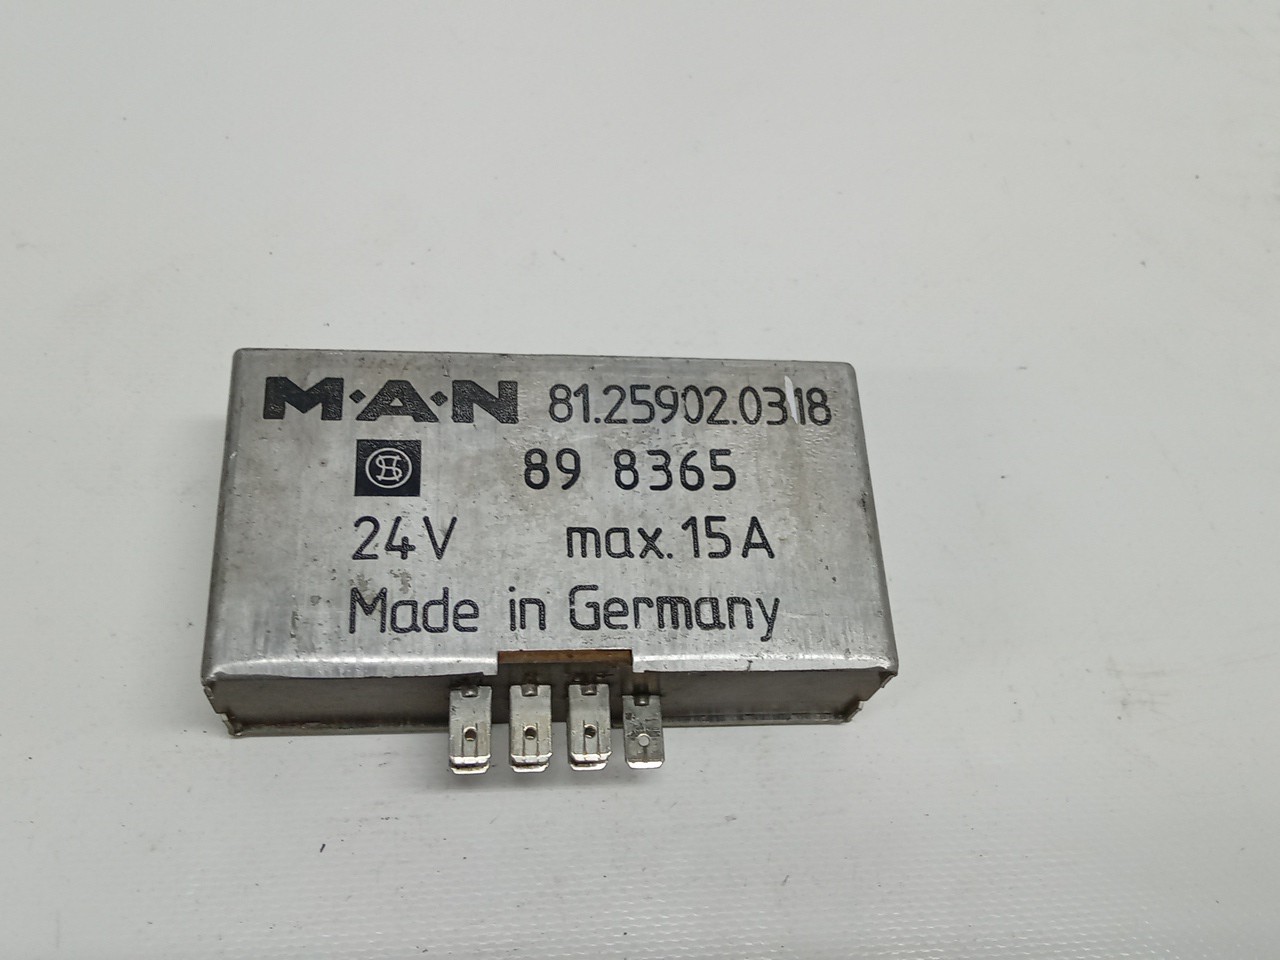 M·A·N 81.25902.0318
89 8365
24V max. 15A
Made in Germany